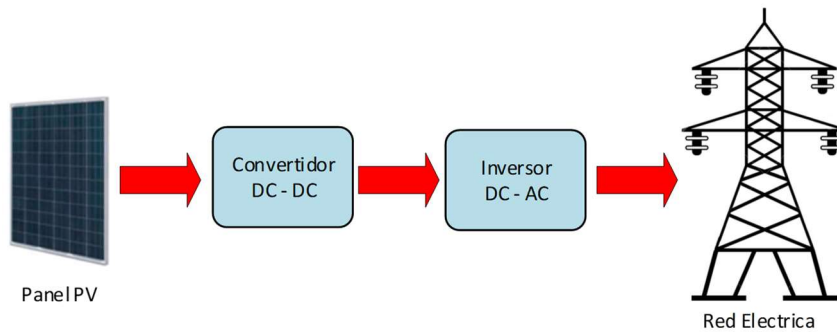 Convertidor
DC - DC
Inversor
DC - AC
Panel PV
Red Electrica